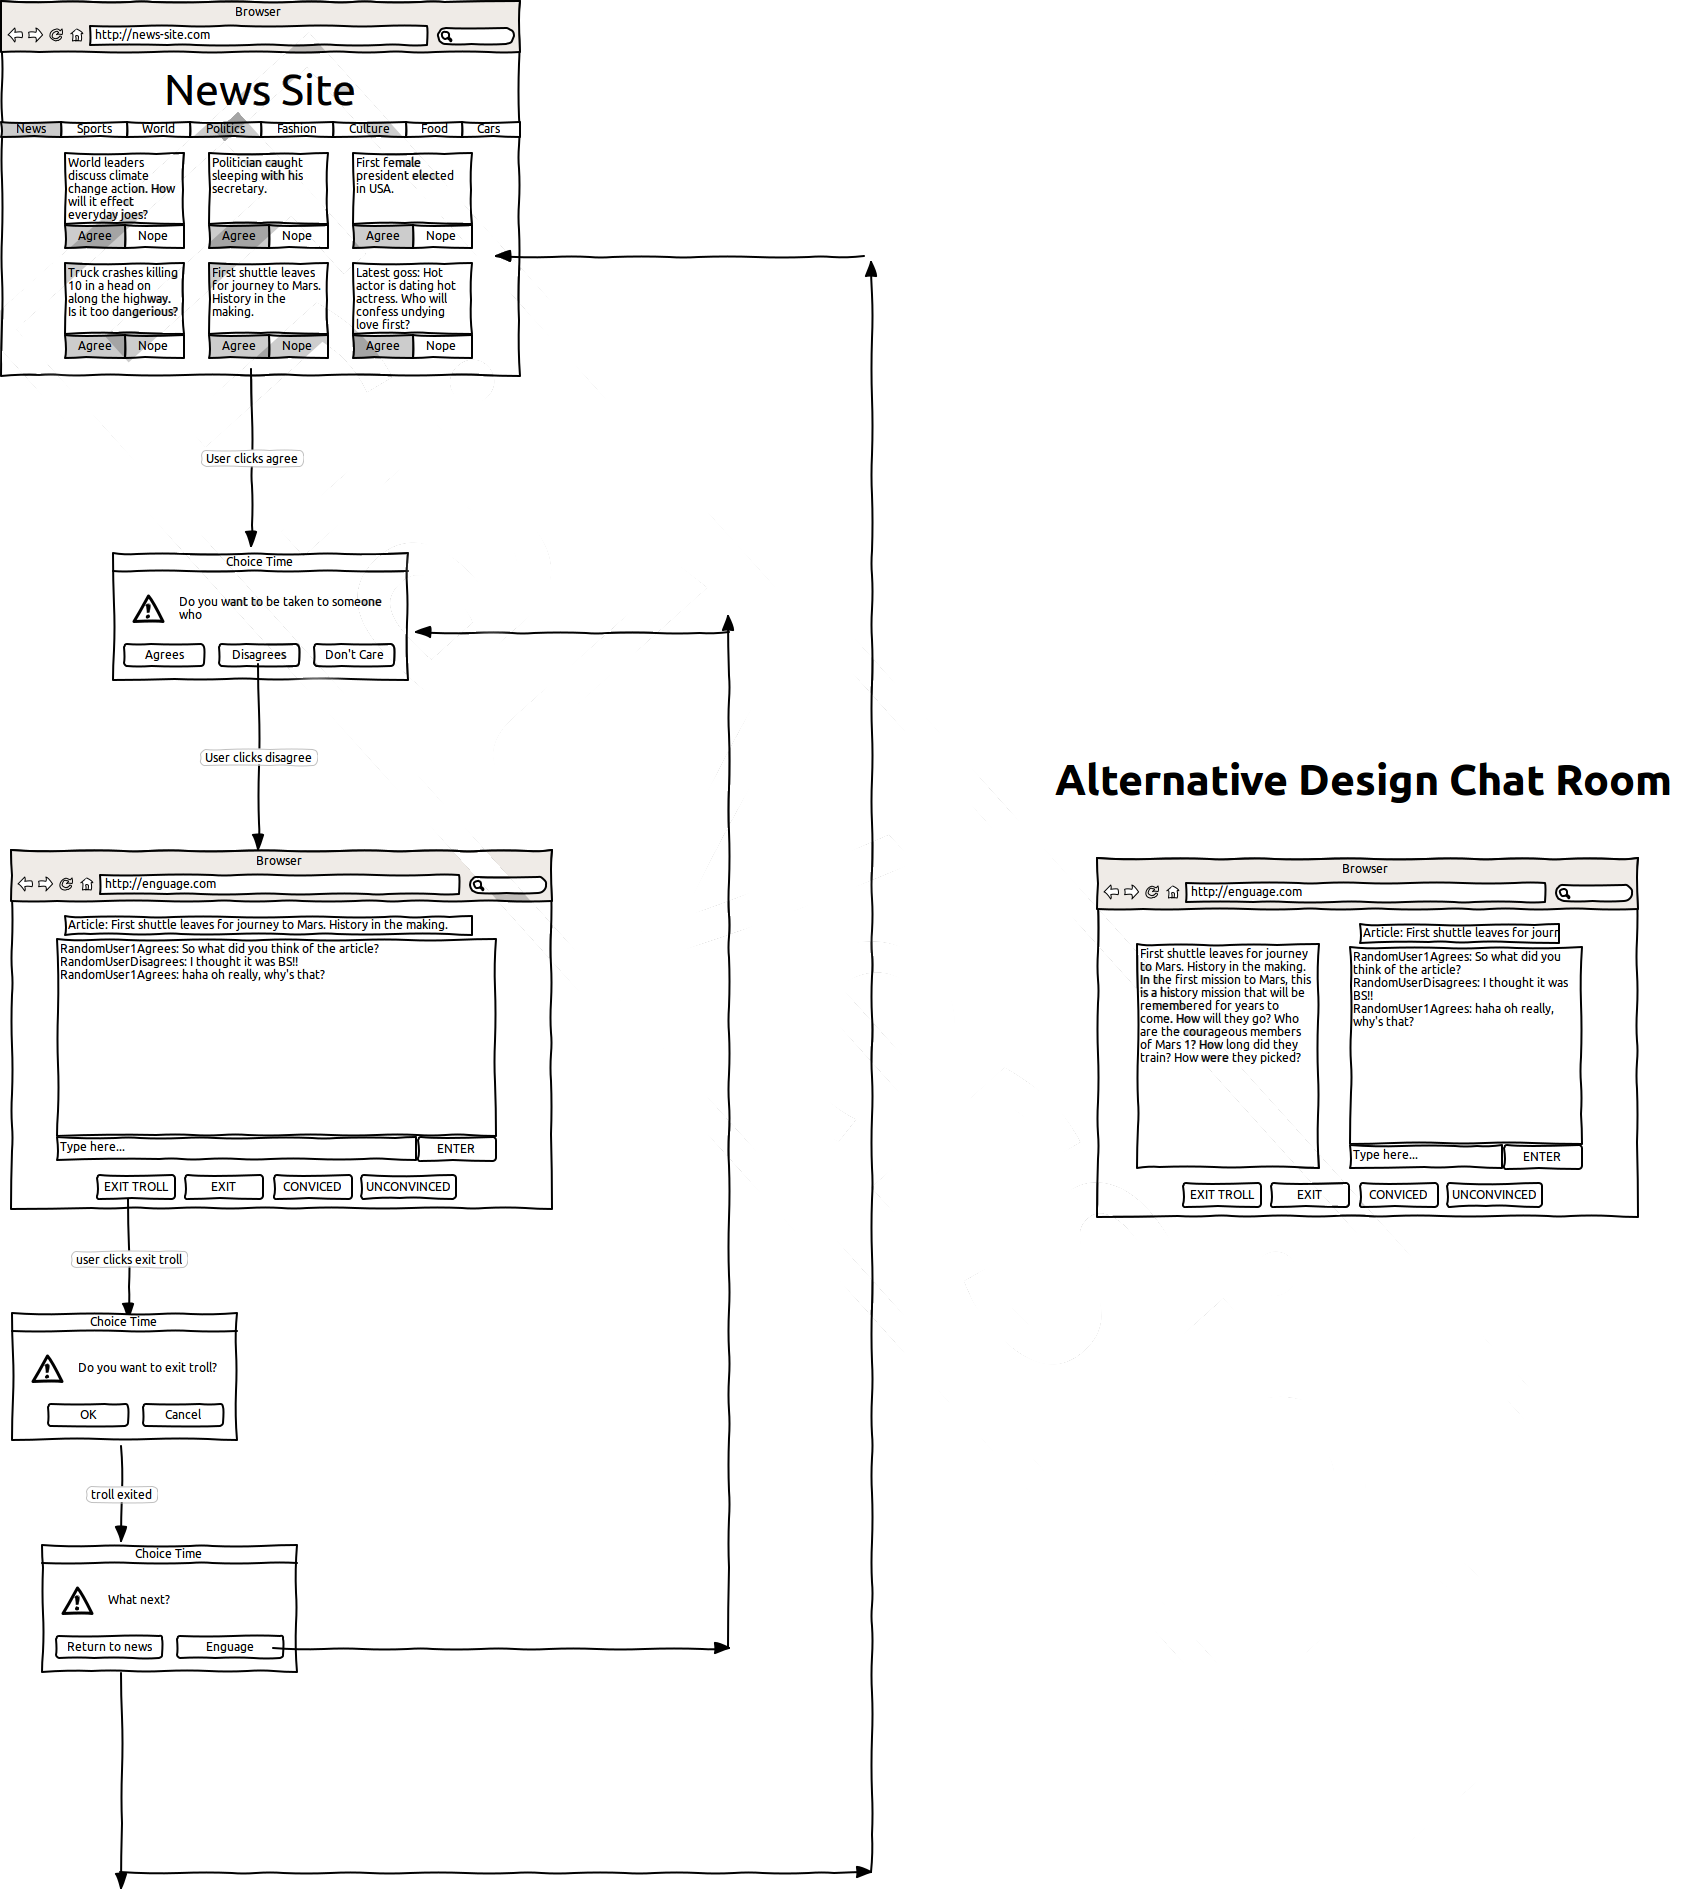 Browser
http://news-site.com
News Site
News Sports World Politics Fashion Culture Food Cars
World leaders
discuss climate
change action. How
will it effect
everyday joes?
Agree Nope
Politician caught
sleeping with his
secretary.
Agree Nope
First female
president elected
in USA.
Agree Nope
Truck crashes killing
10 in a head on
along the highway.
Is it too dangerious?
Agree Nope
First shuttle leaves
for journey to Mars.
History in the
making.
Agree Nope
Latest goss: Hot
actor is dating hot
actress. Who will
confess undying
love first?
Agree Nope
User clicks agree
Choice Time
Do you want to be taken to someone
who
Agrees Disagrees Don't Care
User clicks disagree
Browser
http://enguage.com
Article: First shuttle leaves for journey to Mars. History in the making.
RandomUser1Agrees: So what did you think of the article?
RandomUserDisagrees: I thought it was BS!!
RandomUser1Agrees: haha oh really, why's that?
Type here... ENTER
EXIT TROLL EXIT CONVICED UNCONVINCED
user clicks exit troll
Choice Time
Do you want to exit troll?
OK Cancel
troll exited
Choice Time
What next?
Return to news Enguage
Alternative Design Chat Room
Browser
http://enguage.com
First shuttle leaves for journey
to Mars. History in the making.
In the first mission to Mars, this
is a history mission that will be
remembered for years to
come. How will they go? Who
are the courageous members
of Mars 1? How long did they
train? How were they picked?
Article: First shuttle leaves for jourr
RandomUser1Agrees: So what did you
think of the article?
RandomUserDisagrees: I thought it was
BS!!
RandomUser1Agrees: haha oh really,
why's that?
Type here... ENTER
EXIT TROLL EXIT CONVICED UNCONVINCED